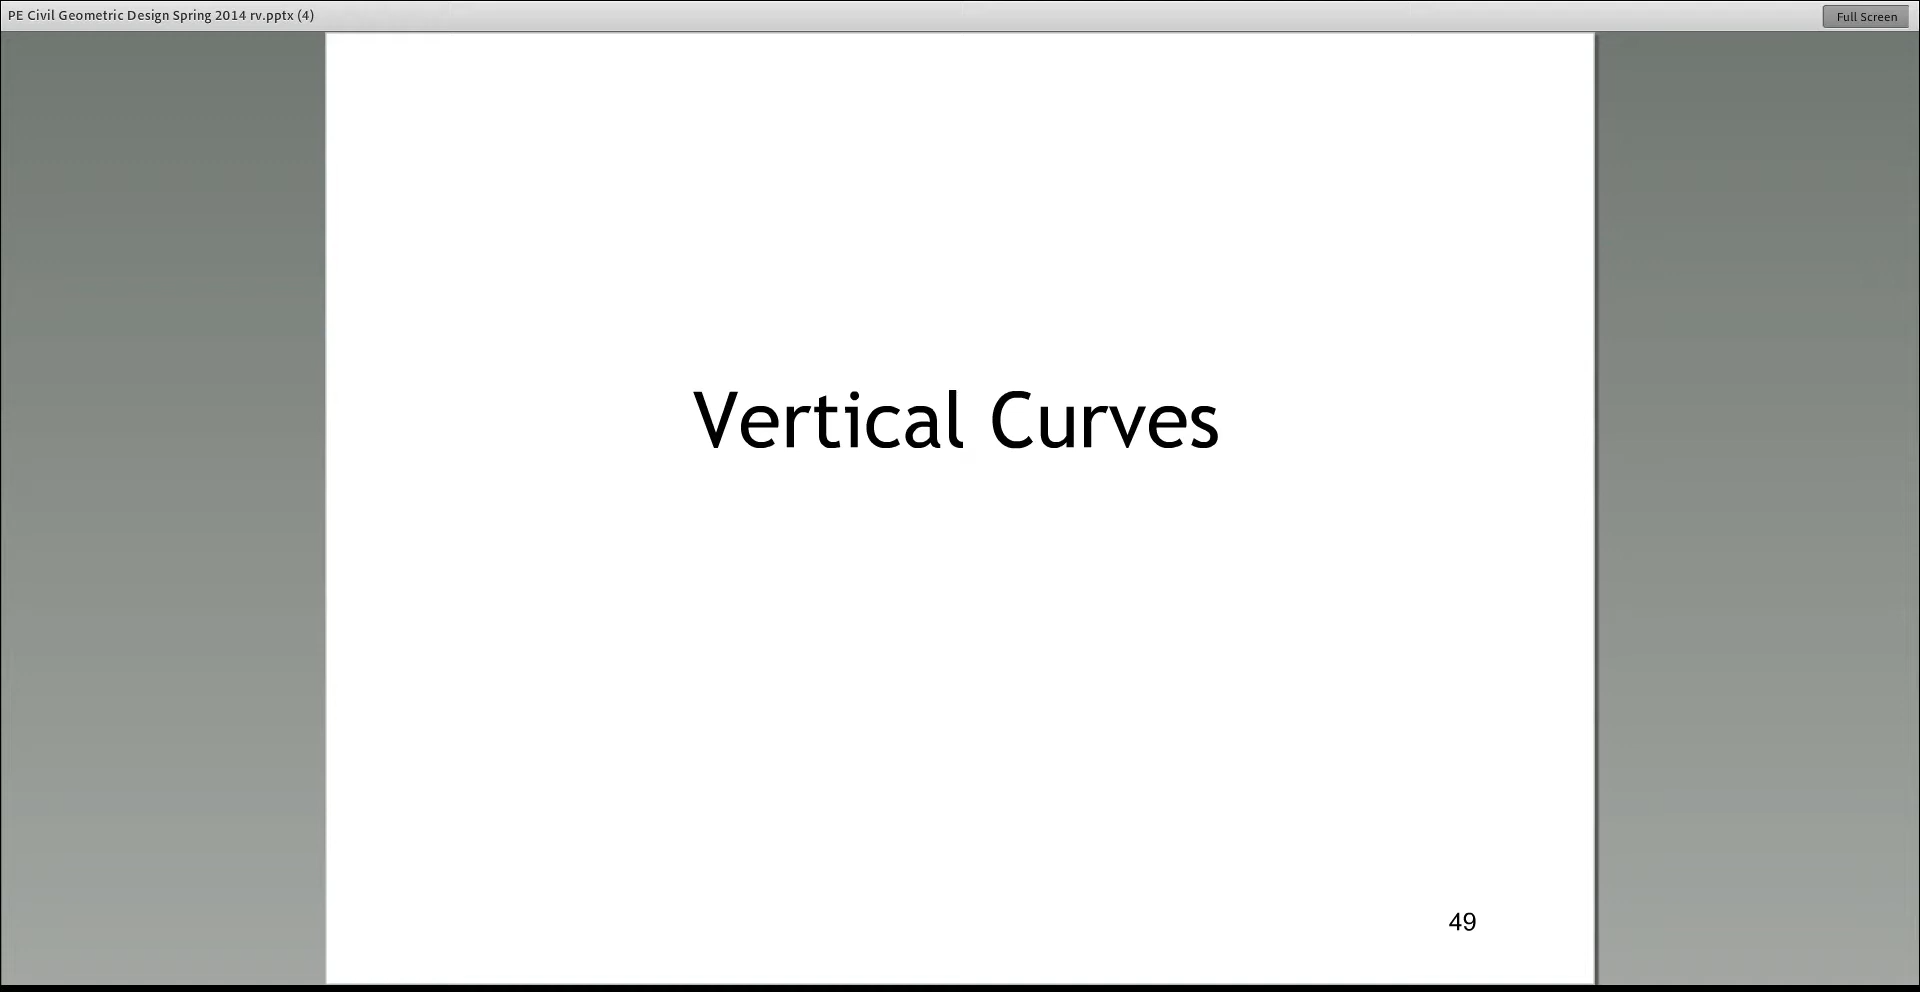 PE Civil Geometric Design Spring 2014 rv.pptx (4)
Full Screen
Vertical Curves
49